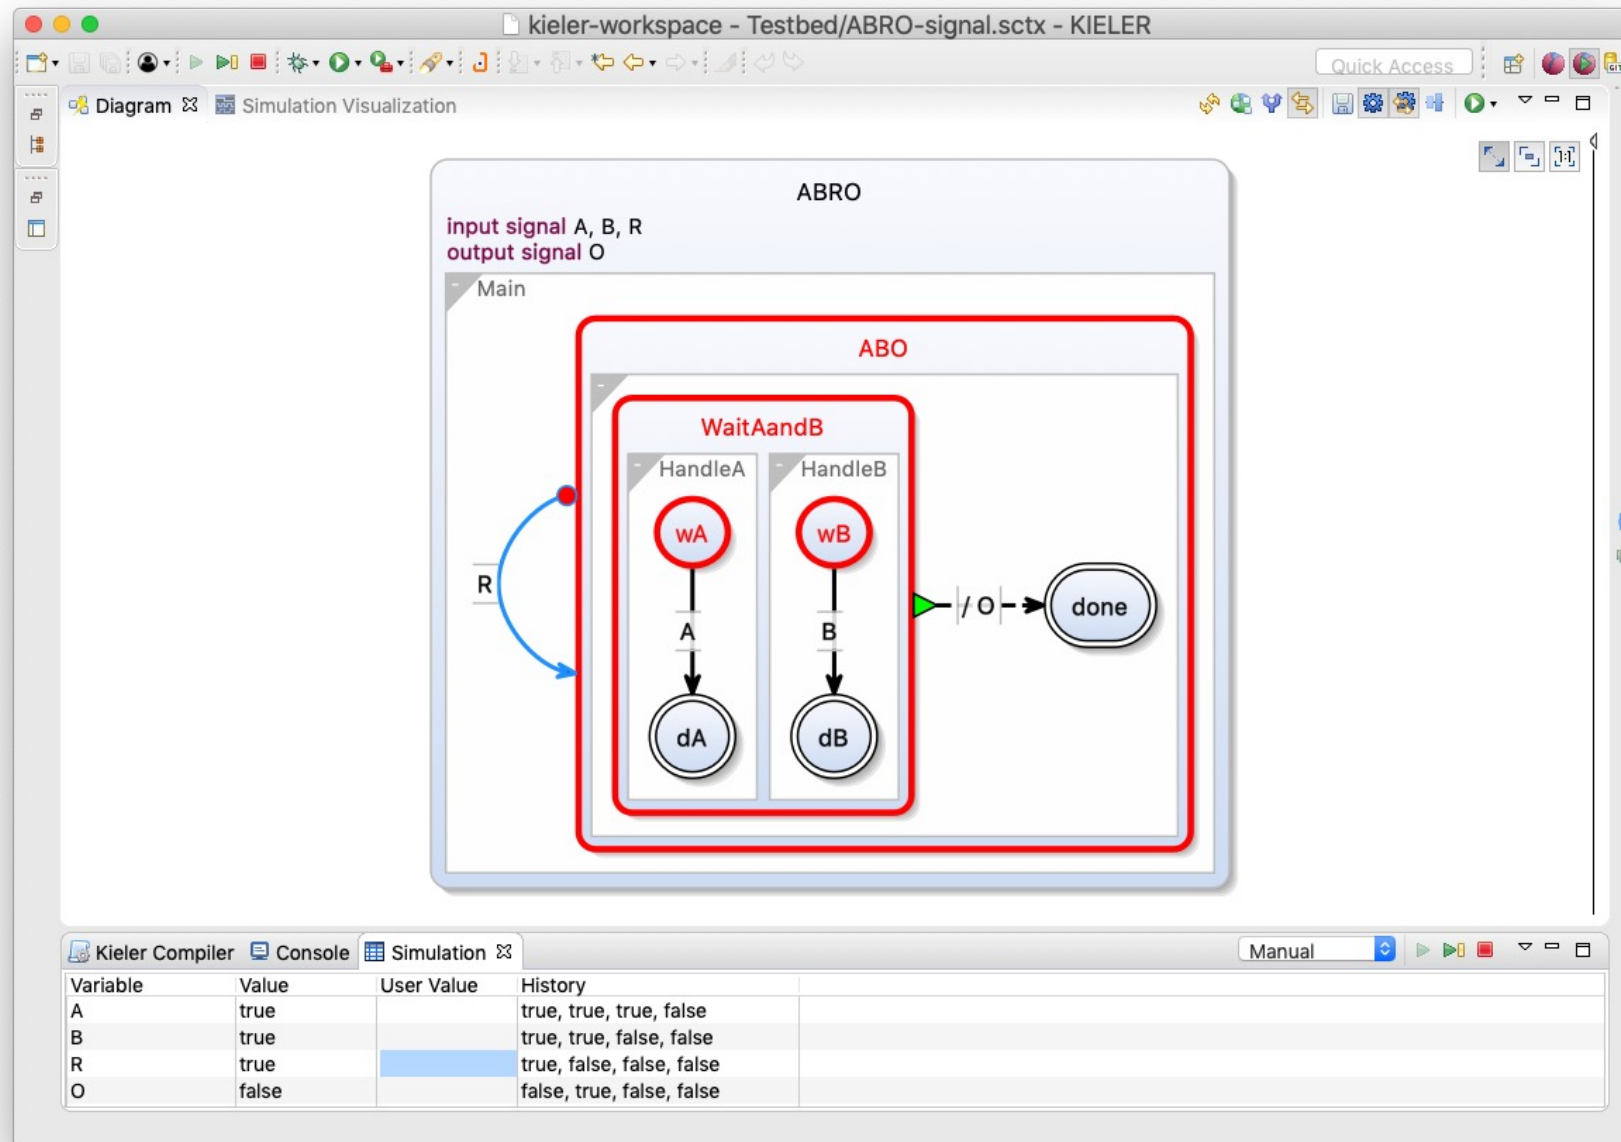 kieler-workspace - Testbed/ABRO-signal.sctx - KIELER
Quick Access
Diagram Simulation Visualization
ABRO
input signal A, B, R
output signal O
- Main
ABO
-
WaitAandB
- HandleA - HandleB
wA wB
R
/ O done
A B
dA dB
Kieler Compiler Console Simulation Manual
Variable Value User Value History
A true true, true, true, false
B true true, true, false, false
R true true, false, false, false
O false false, true, false, false